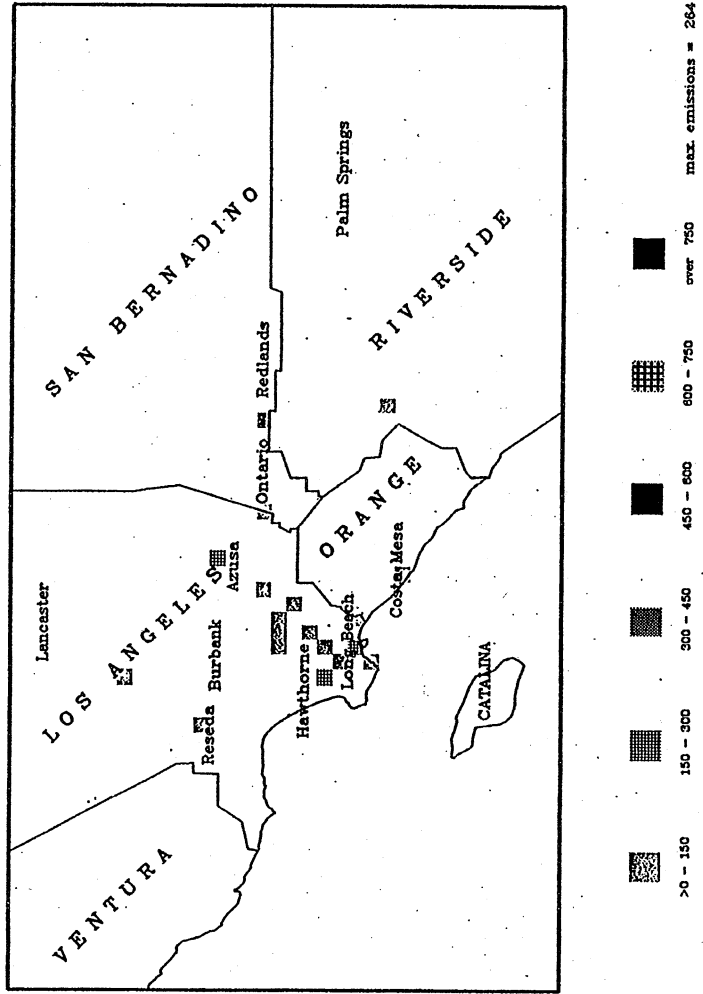 Lancaster
SAN BERNADINO
LOS ANGELES
VENTURA
Reseda
Burbank
Azusa
Ontario
Redlands
Palm Springs
RIVERSIDE
ORANGE
Hawthorne
Long Beach
Costa Mesa
CATALINA
>0 - 150
150 - 300
300 - 450
450 - 600
600 - 750
over 750
max. emissions = 264